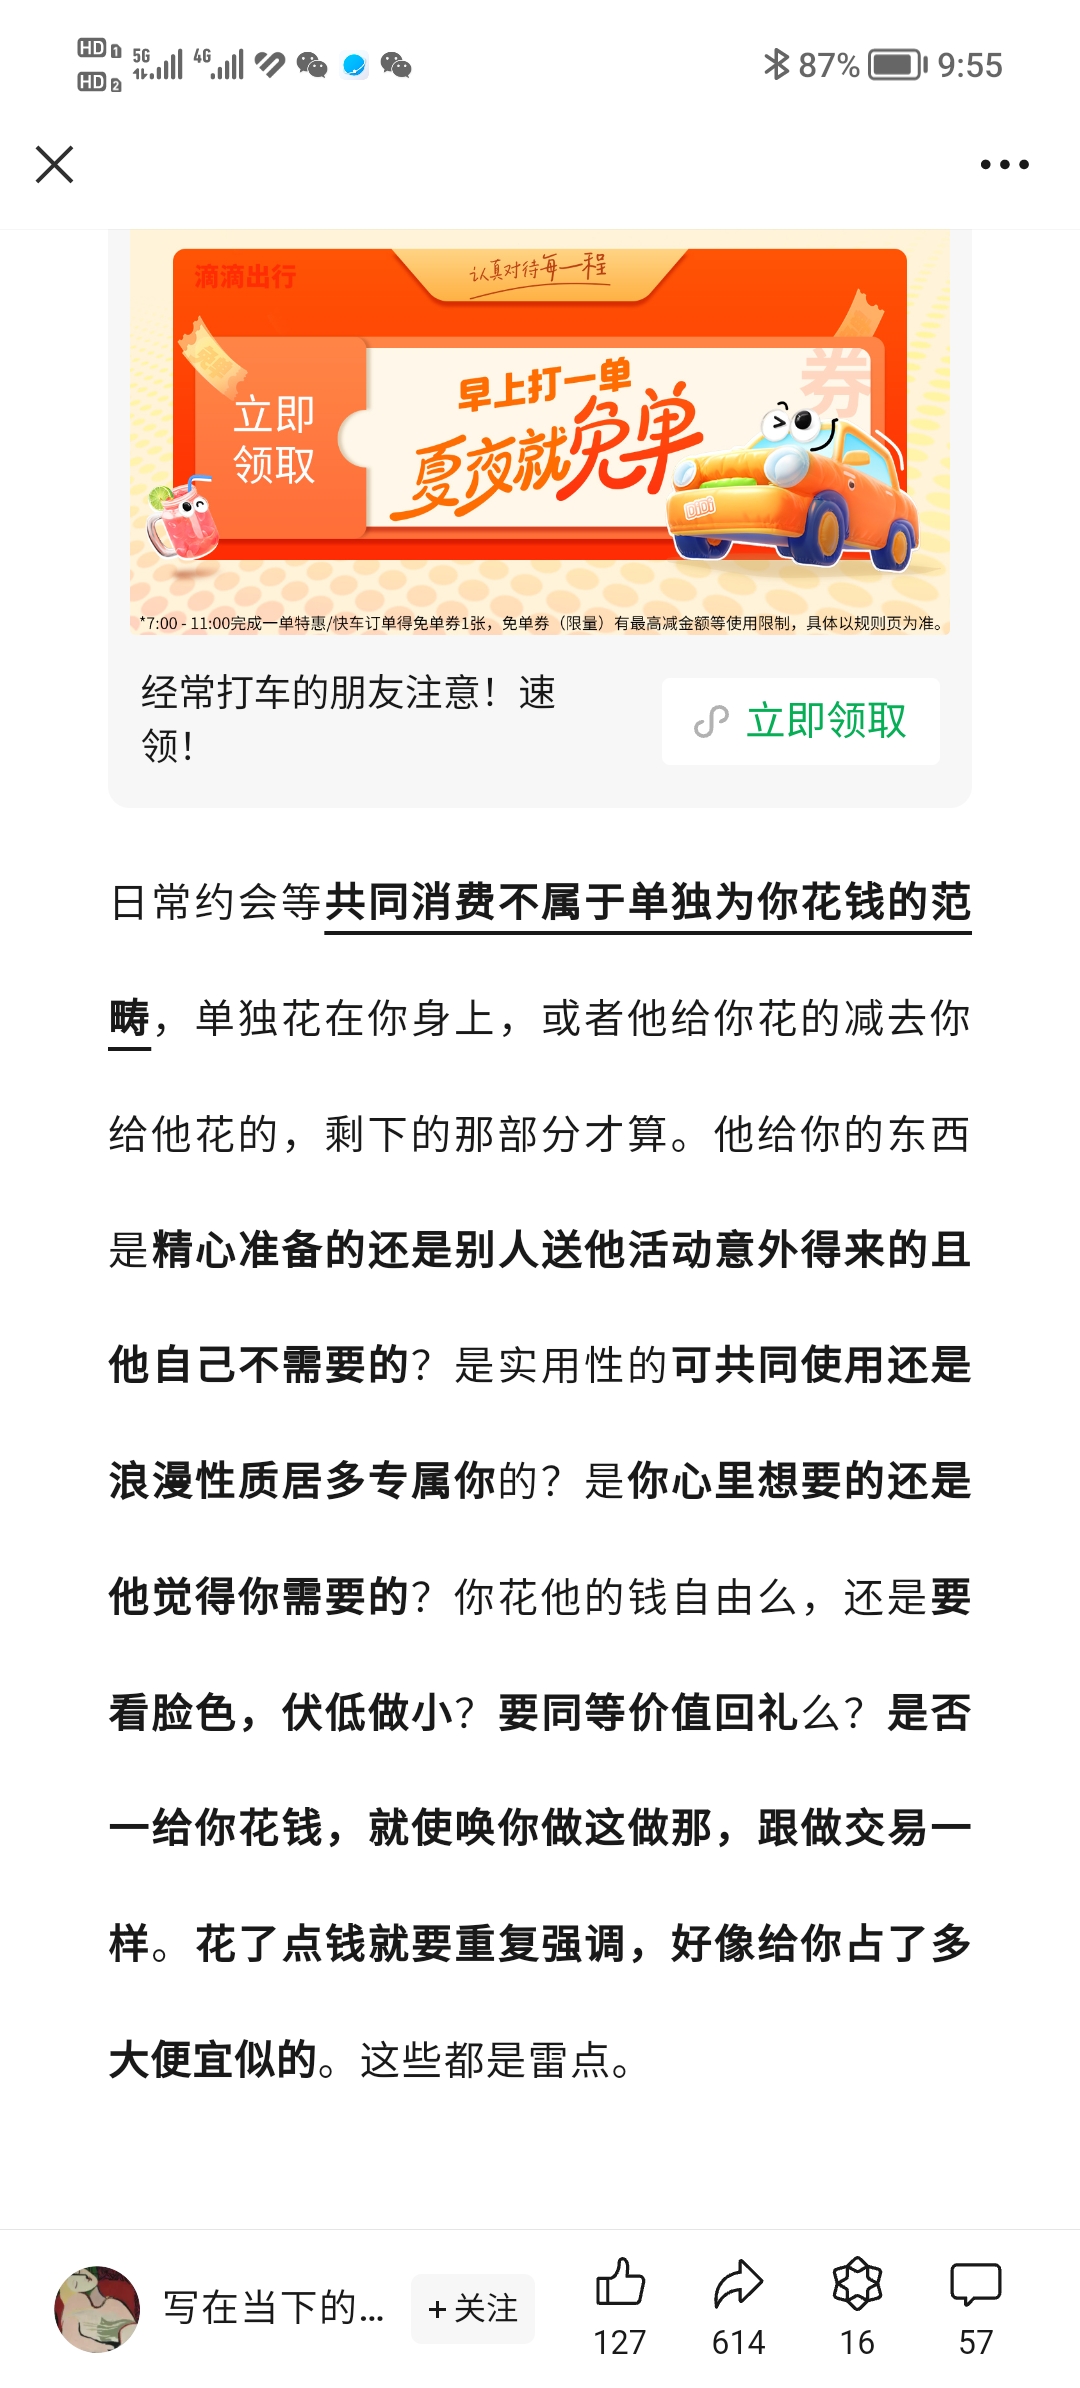 HD 1 5G 4G 87% 9:55
HD 2
滴滴出行
认真对待每一程
免单
券
早上打一单
立即
领取
夏夜就免单
DiDi
*7:00 - 11:00完成一单特惠/快车订单得免单券1张，免单券（限量）有最高减金额等使用限制，具体以规则页为准。
经常打车的朋友注意！速
领！
立即领取
日常约会等共同消费不属于单独为你花钱的范
畴，单独花在你身上，或者他给你花的减去你
给他花的，剩下的那部分才算。他给你的东西
是精心准备的还是别人送他活动意外得来的且
他自己不需要的？是实用性的可共同使用还是
浪漫性质居多专属你的？是你心里想要的还是
他觉得你需要的？你花他的钱自由么，还是要
看脸色，伏低做小？要同等价值回礼么？是否
一给你花钱，就使唤你做这做那，跟做交易一
样。花了点钱就要重复强调，好像给你占了多
大便宜似的。这些都是雷点。
写在当下的... +关注
127 614 16 57